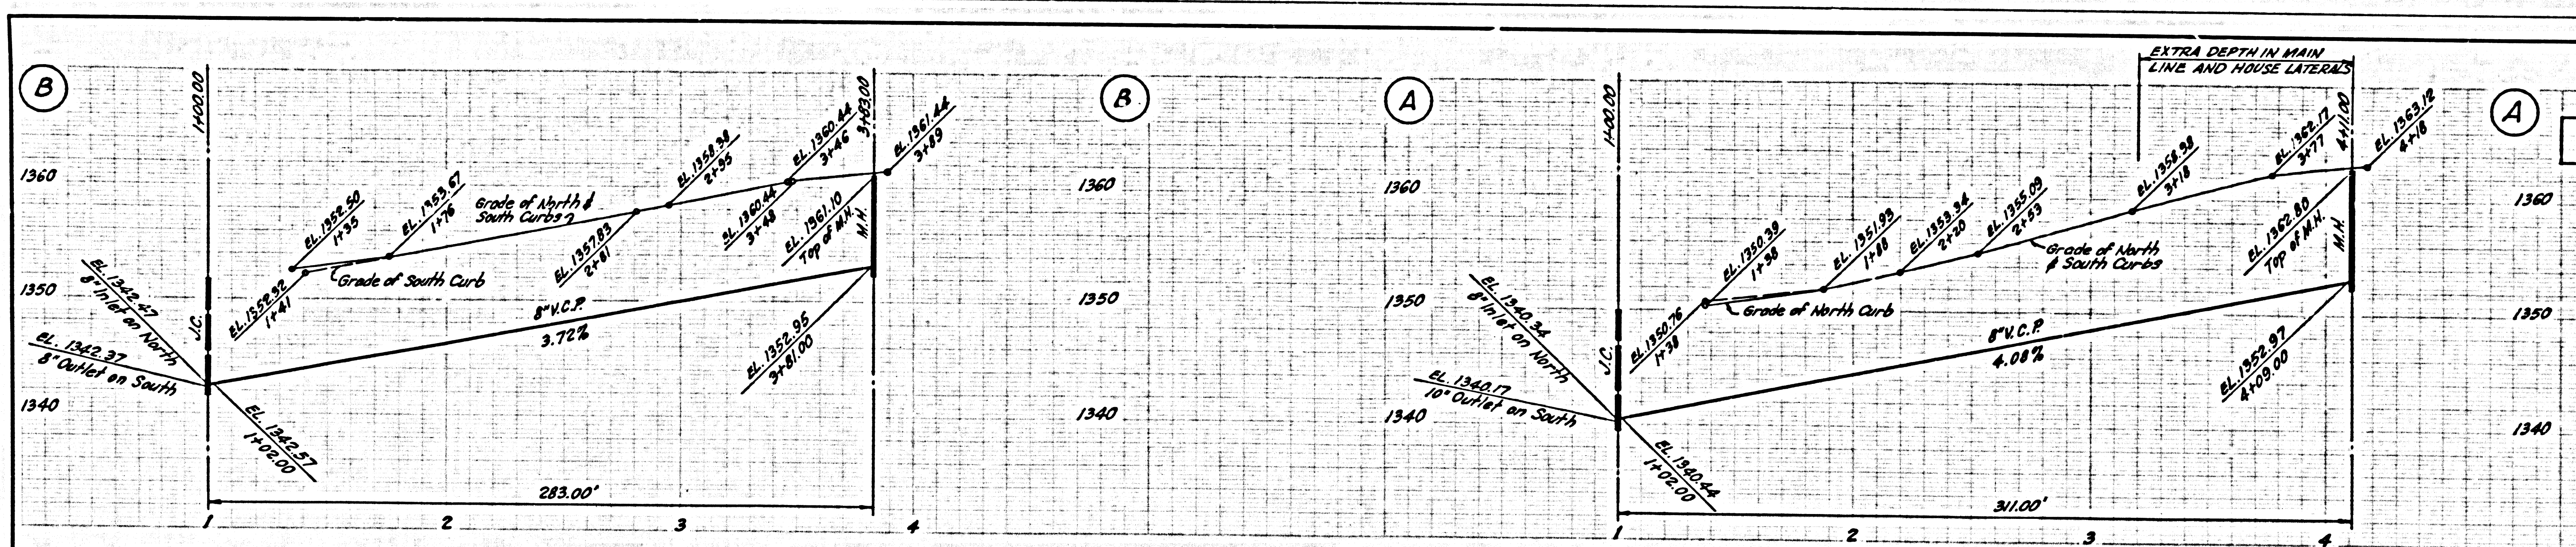 B
1+00.00
3+83.00
EL. 1361.44
3+89
EL. 1360.44
3+46
EL. 1358.98
2+95
EL. 1353.67
1+76
EL. 1352.50
1+35
Grade of North &
South Curbs
EL. 1360.44
3+48
EL. 1361.10
Top of M.H.
M.H.
EL. 1357.83
2+81
Grade of South Curb
EL. 1352.32
1+41
EL. 1342.47
8" Inlet on North
EL. 1342.37
8" Outlet on South
J.C.
8" V.C.P.
3.72%
EL. 1352.95
3+81.00
EL. 1342.57
1+02.00
283.00'
1360
1350
1340
1
2
3
4
B
1360
1350
1340
A
1360
1350
1340
1+00.00
EXTRA DEPTH IN MAIN
LINE AND HOUSE LATERALS
4+11.00
EL. 1363.12
4+18
EL. 1362.17
3+77
EL. 1358.98
3+18
EL. 1355.09
2+53
EL. 1353.34
2+20
EL. 1351.93
1+88
EL. 1350.39
1+38
EL. 1350.76
1+38
Grade of North Curb
Grade of North
& South Curbs
EL. 1362.80
Top of M.H.
M.H.
EL. 1340.34
8" Inlet on North
EL. 1340.17
10" Outlet on South
J.C.
8" V.C.P.
4.08%
EL. 1352.97
4+09.00
EL. 1340.44
1+02.00
311.00'
1
2
3
4
A
1360
1350
1340